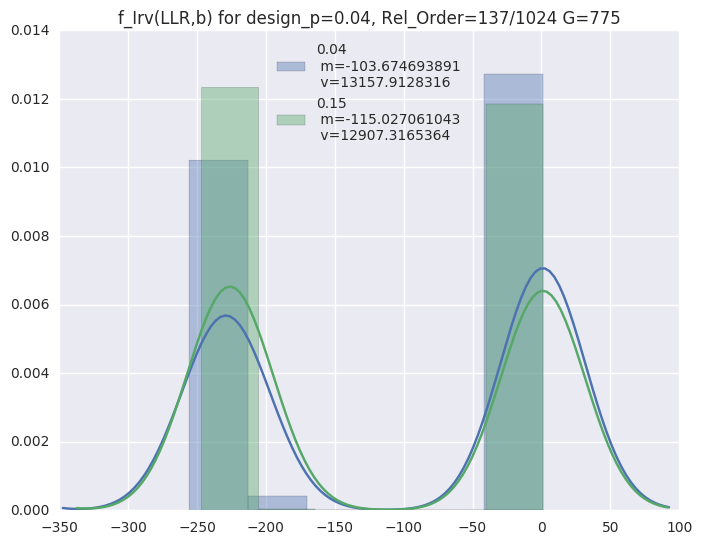 f_Irv(LLR,b) for design_p=0.04, Rel_Order=137/1024 G=775
0.014
0.012
0.010
0.008
0.006
0.004
0.002
0.000
0.04
m=-103.674693891
v=13157.9128316
0.15
m=-115.027061043
v=12907.3165364
−350 −300 −250 −200 −150 −100 −50 0 50 100